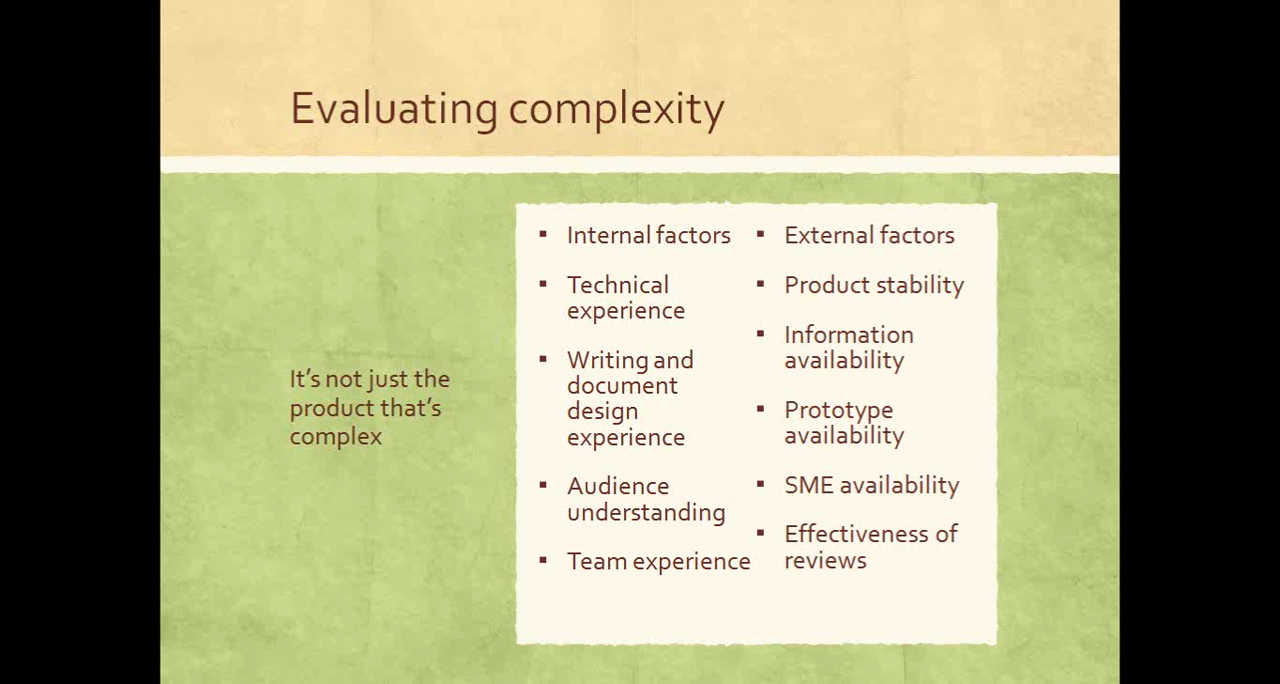 Evaluating complexity
It’s not just the
product that’s
complex
▪ Internal factors
▪ Technical
experience
▪ Writing and
document
design
experience
▪ Audience
understanding
▪ Team experience
▪ External factors
▪ Product stability
▪ Information
availability
▪ Prototype
availability
▪ SME availability
▪ Effectiveness of
reviews